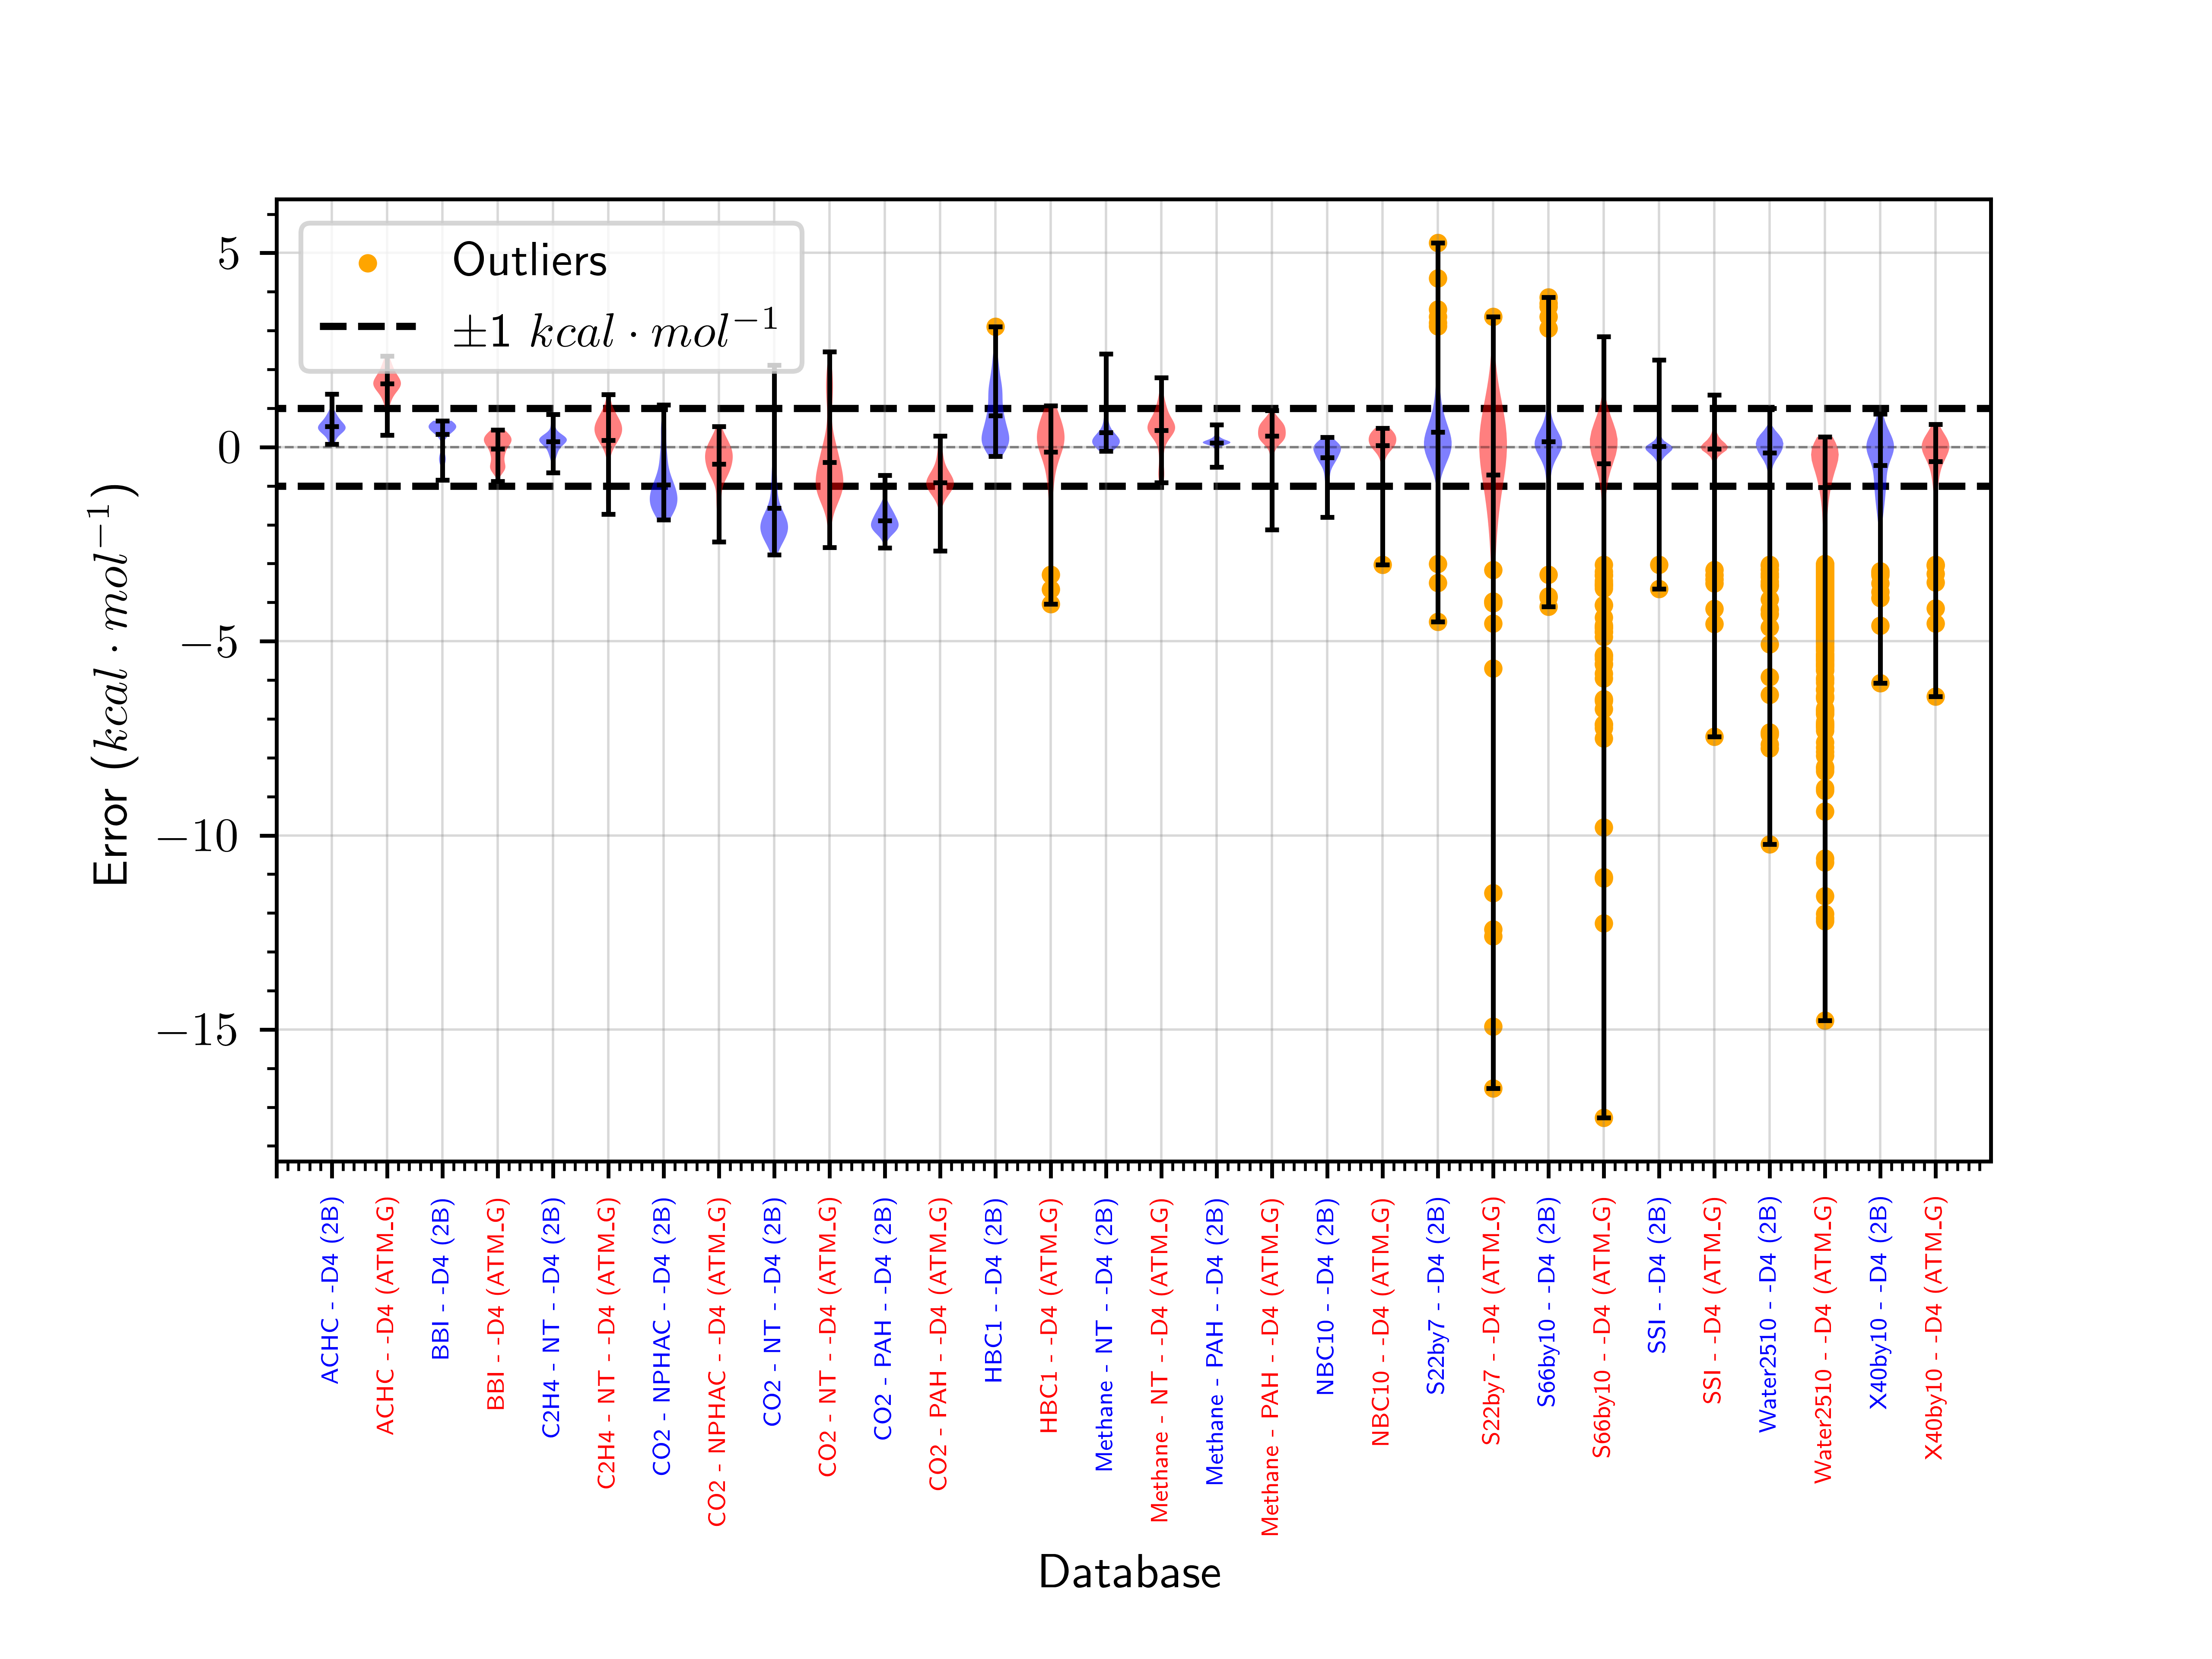 Outliers
±1 kcal · mol⁻¹
5
0
−5
−10
−15
Error (kcal · mol⁻¹)
ACHC - -D4 (2B)
ACHC - -D4 (ATM_G)
BBI - -D4 (2B)
BBI - -D4 (ATM_G)
C2H4 - NT - -D4 (2B)
C2H4 - NT - -D4 (ATM_G)
CO2 - NPHAC - -D4 (2B)
CO2 - NPHAC - -D4 (ATM_G)
CO2 - NT - -D4 (2B)
CO2 - NT - -D4 (ATM_G)
CO2 - PAH - -D4 (2B)
CO2 - PAH - -D4 (ATM_G)
HBC1 - -D4 (2B)
HBC1 - -D4 (ATM_G)
Methane - NT - -D4 (2B)
Methane - NT - -D4 (ATM_G)
Methane - PAH - -D4 (2B)
Methane - PAH - -D4 (ATM_G)
NBC10 - -D4 (2B)
NBC10 - -D4 (ATM_G)
S22by7 - -D4 (2B)
S22by7 - -D4 (ATM_G)
S66by10 - -D4 (2B)
S66by10 - -D4 (ATM_G)
SSI - -D4 (2B)
SSI - -D4 (ATM_G)
Water2510 - -D4 (2B)
Water2510 - -D4 (ATM_G)
X40by10 - -D4 (2B)
X40by10 - -D4 (ATM_G)
Database